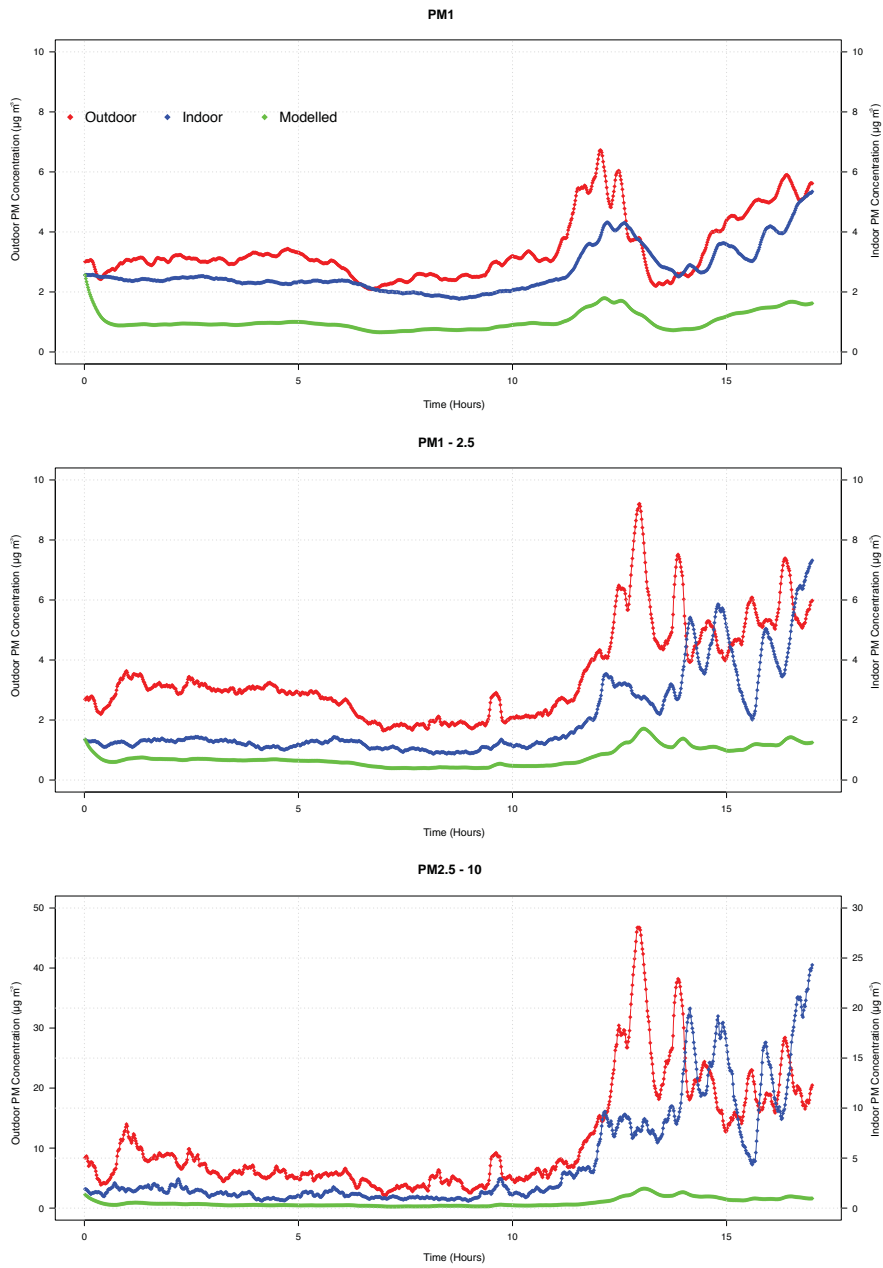 PM1
Outdoor PM Concentration (µg m⁻³)
10
8
6
4
2
0
Outdoor Indoor Modelled
10
8
6
4
2
0
Indoor PM Concentration (µg m⁻³)
0 5 10 15
Time (Hours)
PM1 - 2.5
Outdoor PM Concentration (µg m⁻³)
10
8
6
4
2
0
10
8
6
4
2
0
Indoor PM Concentration (µg m⁻³)
0 5 10 15
Time (Hours)
PM2.5 - 10
Outdoor PM Concentration (µg m⁻³)
50
40
30
20
10
0
30
25
20
15
10
5
0
Indoor PM Concentration (µg m⁻³)
0 5 10 15
Time (Hours)